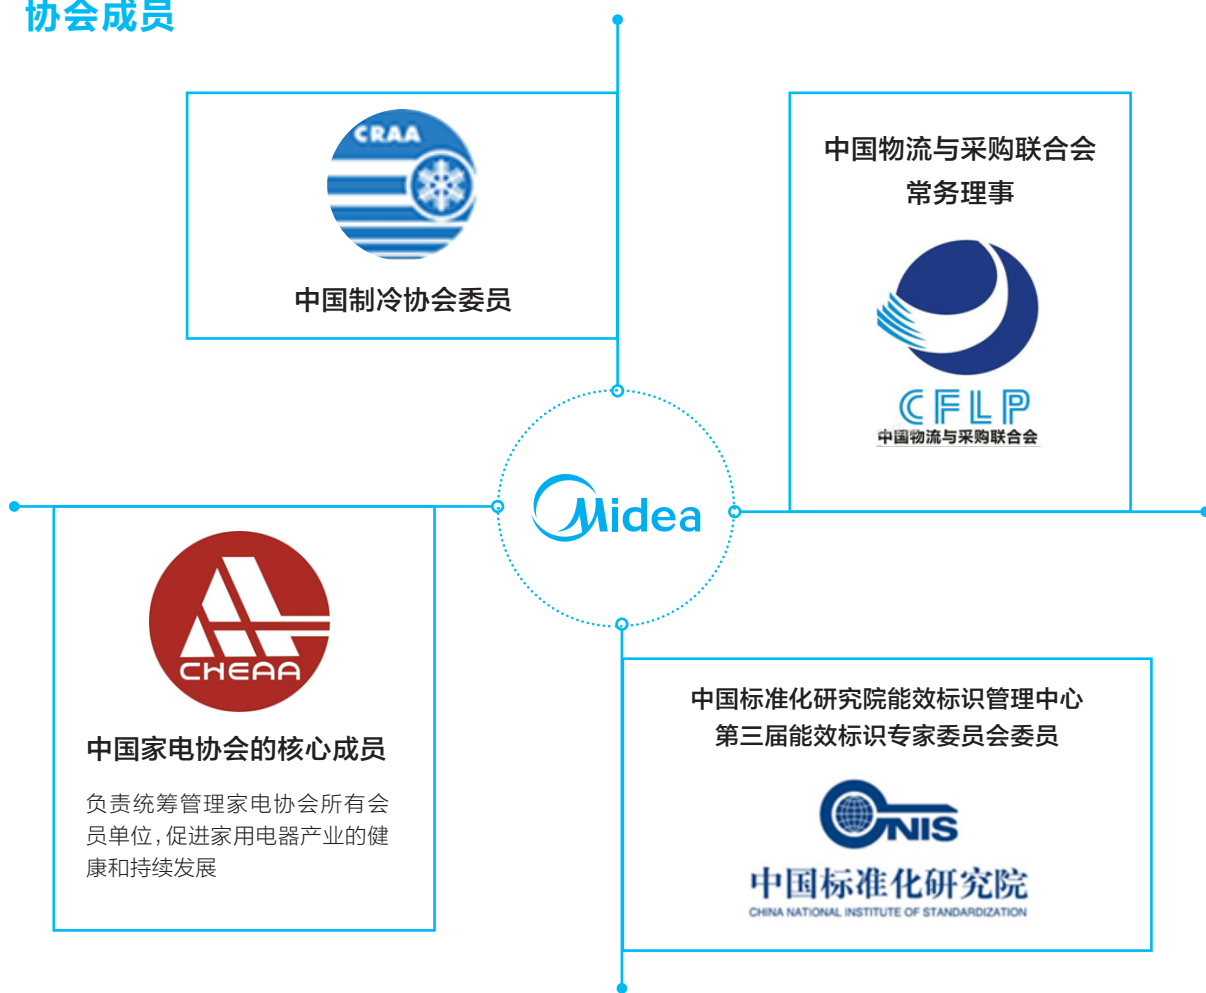 协会成员
CRAA
中国制冷协会委员
中国物流与采购联合会
常务理事
CFLP
中国物流与采购联合会
Midea
CHEAA
中国家电协会的核心成员
负责统筹管理家电协会所有会
员单位,促进家用电器产业的健
康和持续发展
中国标准化研究院能效标识管理中心
第三届能效标识专家委员会委员
CNIS
中国标准化研究院
CHINA NATIONAL INSTITUTE OF STANDARDIZATION